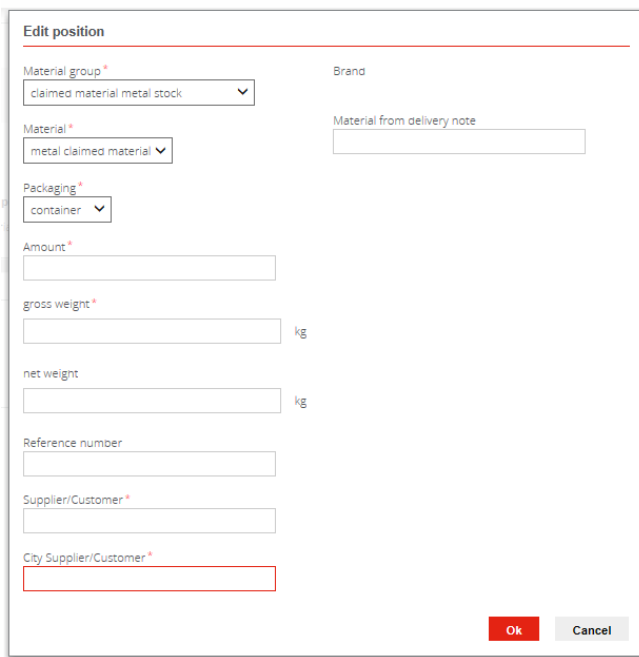 Edit position
Material group * Brand
claimed material metal stock
Material from delivery note
Material *
metal claimed material
Packaging *
container
Amount *
gross weight *
kg
net weight
kg
Reference number
Supplier/Customer *
City Supplier/Customer *
Ok Cancel